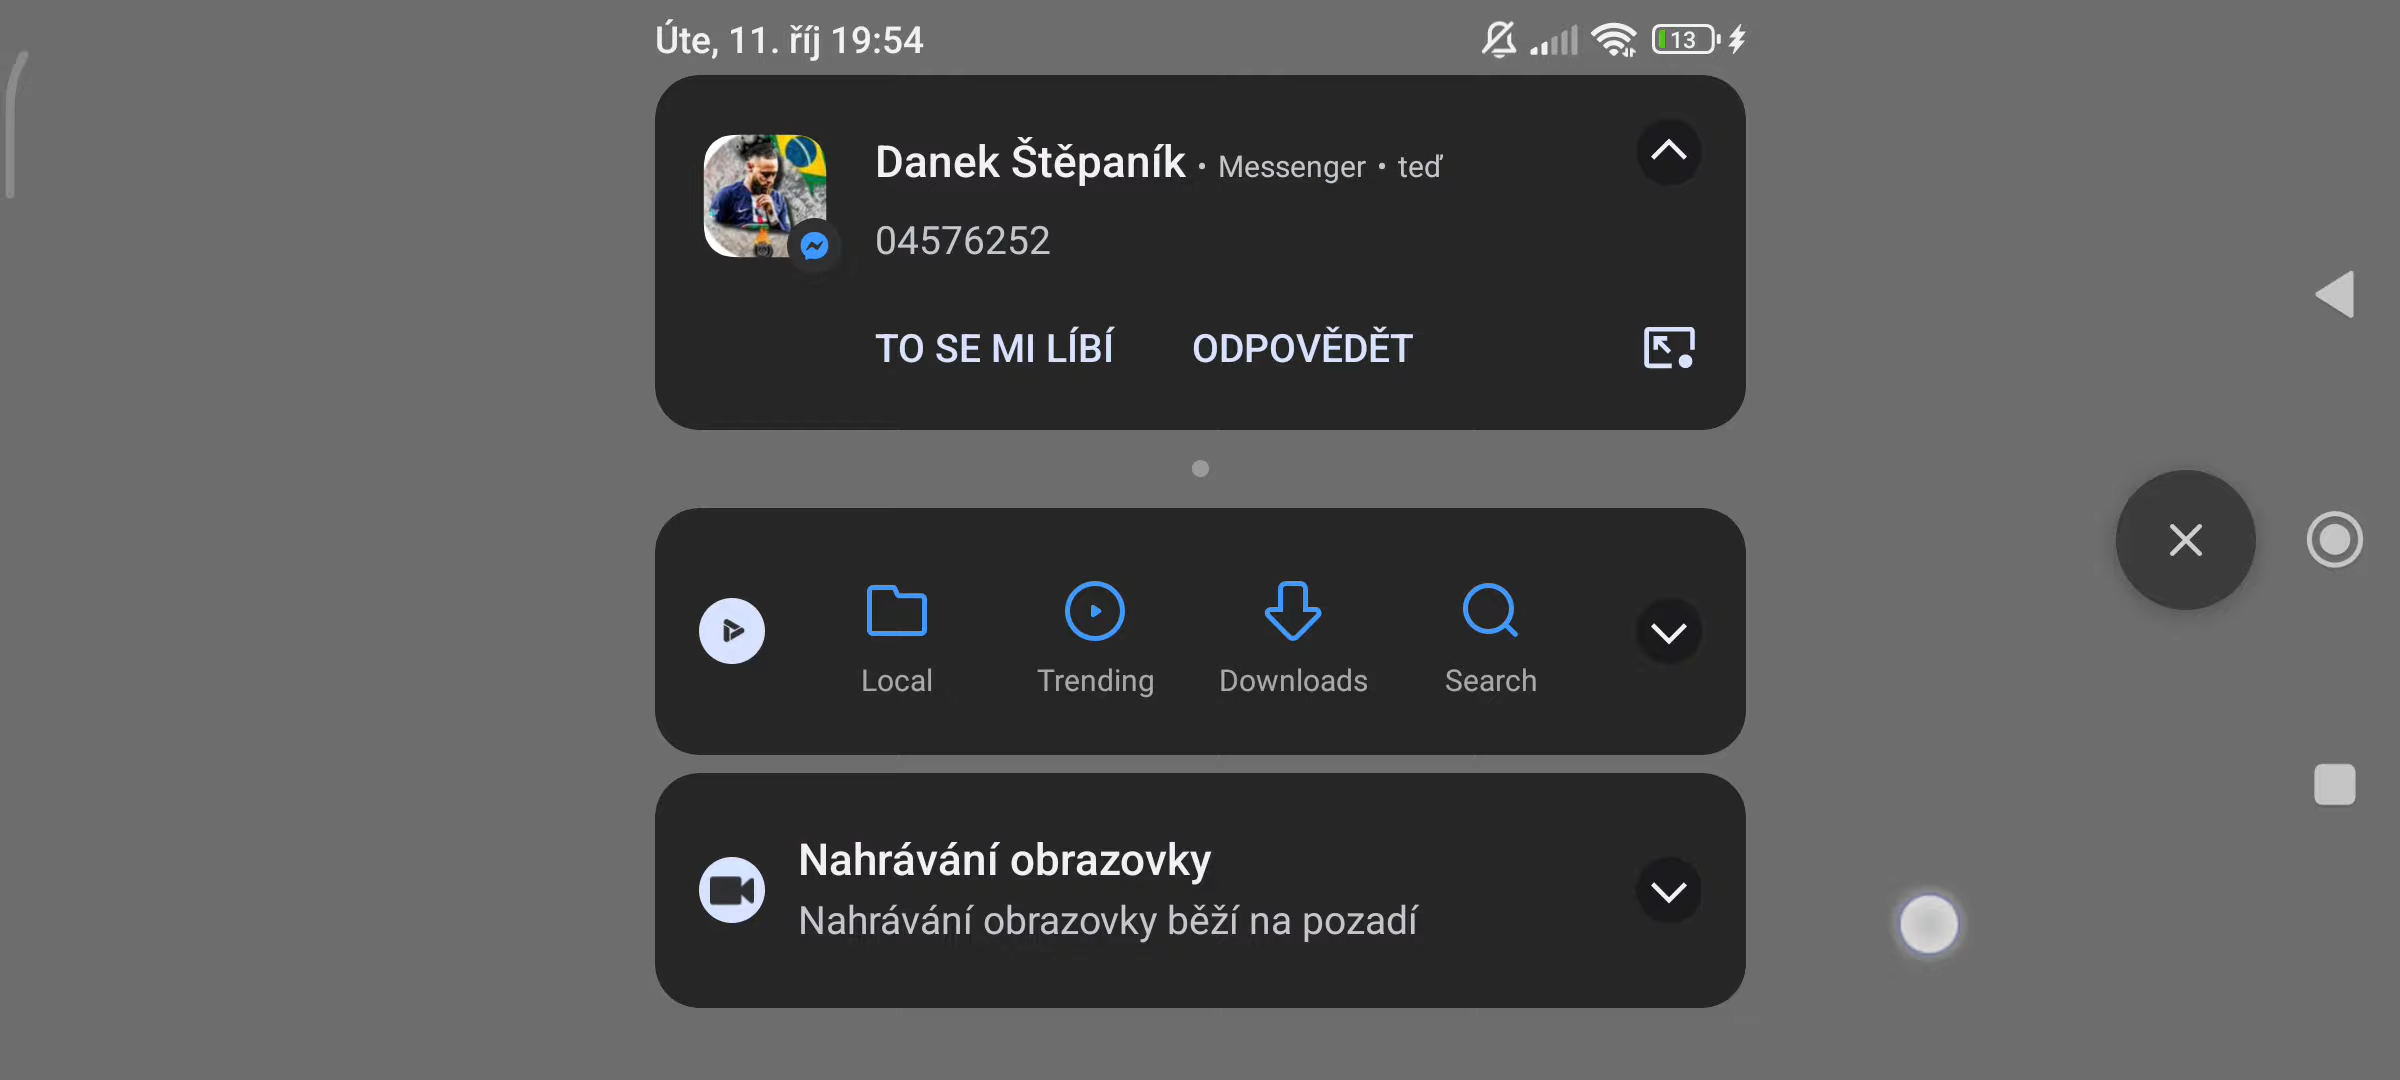 Úte, 11. říj 19:54
13
Danek Štěpaník • Messenger • teď
04576252
TO SE MI LÍBÍ ODPOVĚDĚT
Local Trending Downloads Search
Nahrávání obrazovky
Nahrávání obrazovky běží na pozadí